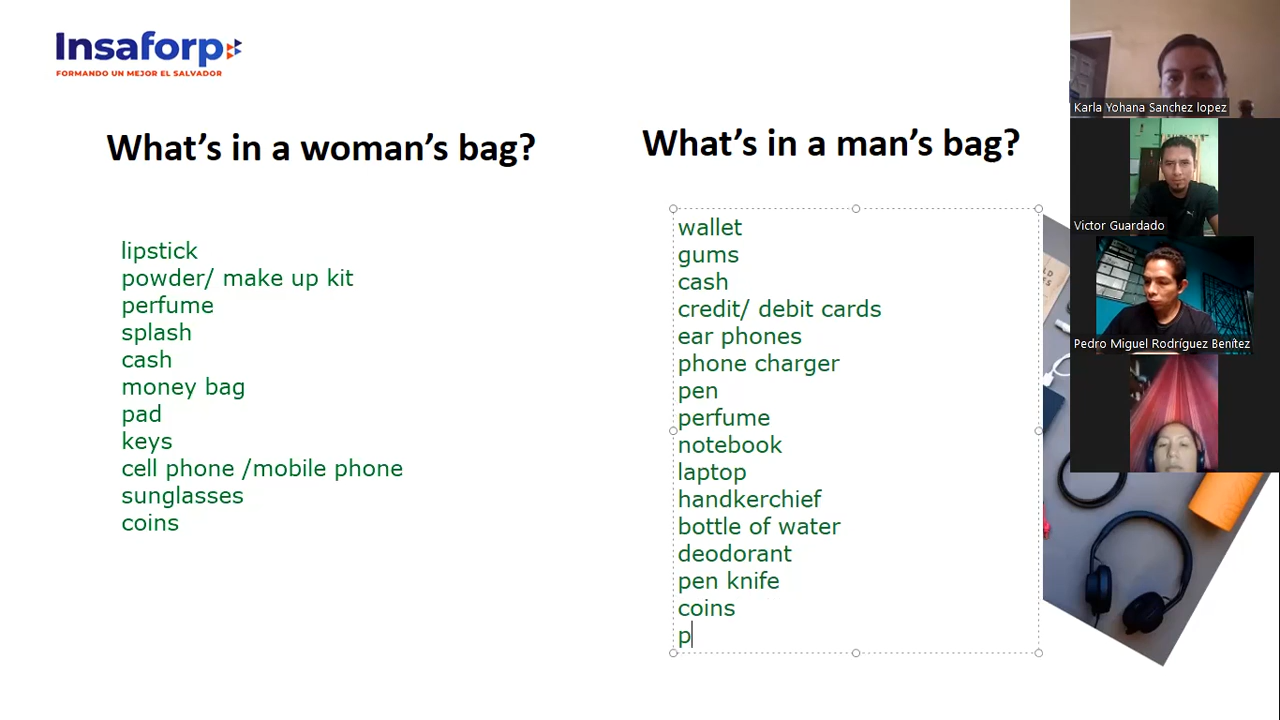 Insaforp
FORMANDO UN MEJOR EL SALVADOR
What's in a woman's bag?
lipstick
powder/ make up kit
perfume
splash
cash
money bag
pad
keys
cell phone /mobile phone
sunglasses
coins
What's in a man's bag?
wallet
gums
cash
credit/ debit cards
ear phones
phone charger
pen
perfume
notebook
laptop
handkerchief
bottle of water
deodorant
pen knife
coins
p
Karla Yohana Sanchez lopez
Victor Guardado
Pedro Miguel Rodríguez Benítez